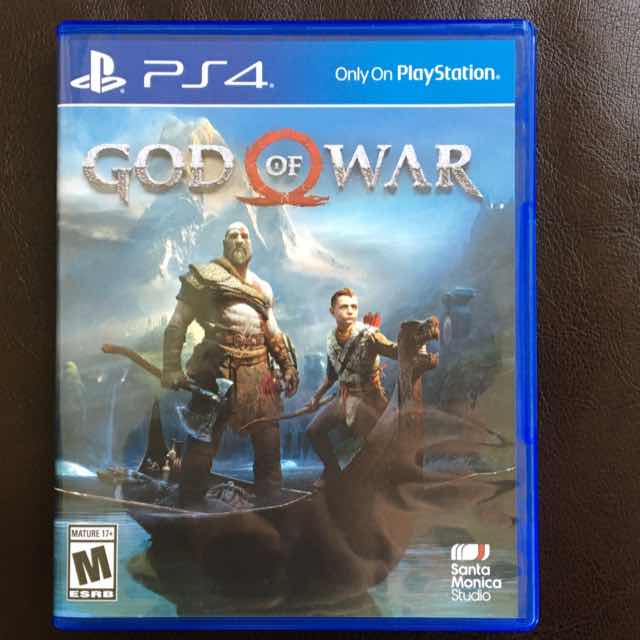 PS4
Only On PlayStation®
GOD OF WAR
MATURE 17+
M
ESRB
Santa
Monica
Studio